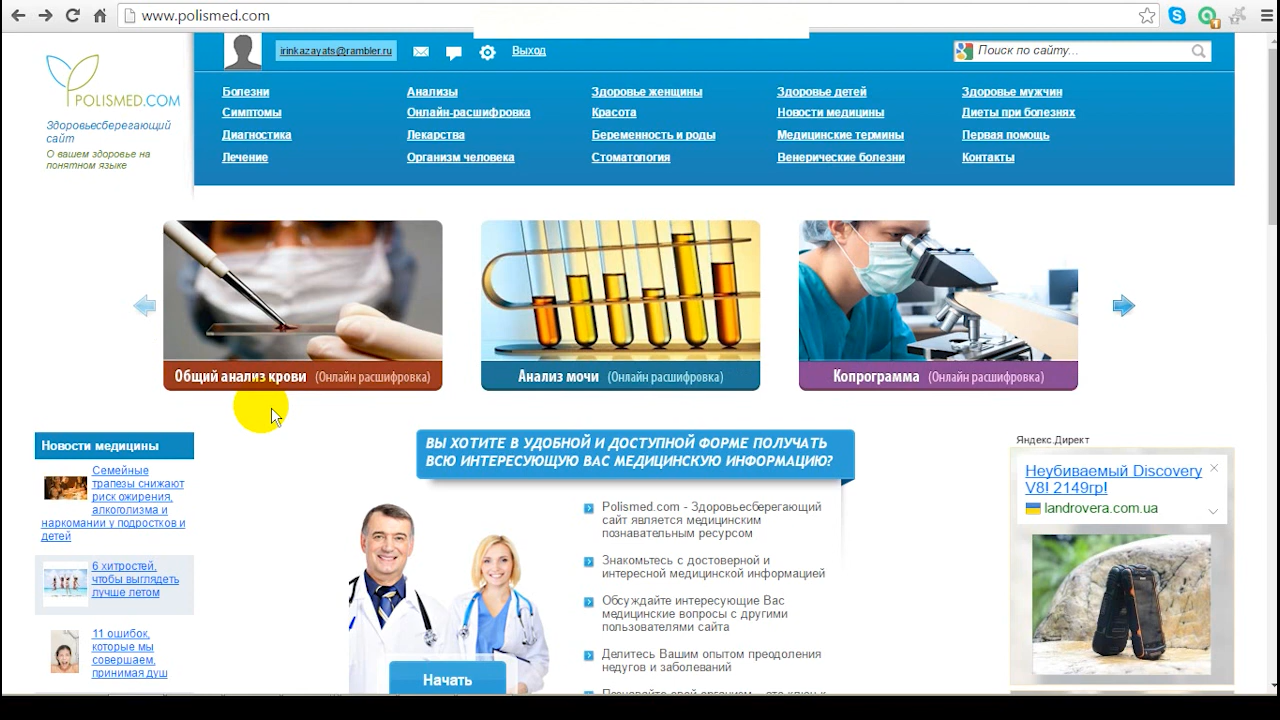 www.polismed.com
irinkazayats@rambler.ru
Выход
Поиск по сайту...
POLISMED.COM
Здоровьесберегающий
сайт
О вашем здоровье на
понятном языке
Болезни
Анализы
Здоровье женщины
Здоровье детей
Здоровье мужчин
Симптомы
Онлайн-расшифровка
Красота
Новости медицины
Диеты при болезнях
Диагностика
Лекарства
Беременность и роды
Медицинские термины
Первая помощь
Лечение
Организм человека
Стоматология
Венерические болезни
Контакты
Общий анализ крови (Онлайн расшифровка)
Анализ мочи (Онлайн расшифровка)
Копрограмма (Онлайн расшифровка)
Новости медицины
Семейные
трапезы снижают
риск ожирения,
алкоголизма и
наркомании у подростков и
детей
6 хитростей,
чтобы выглядеть
лучше летом
11 ошибок,
которые мы
совершаем,
принимая душ
ВЫ ХОТИТЕ В УДОБНОЙ И ДОСТУПНОЙ ФОРМЕ ПОЛУЧАТЬ
ВСЮ ИНТЕРЕСУЮЩУЮ ВАС МЕДИЦИНСКУЮ ИНФОРМАЦИЮ?
Polismed.com - Здоровьесберегающий
сайт является медицинским
познавательным ресурсом
Знакомьтесь с достоверной и
интересной медицинской информацией
Обсуждайте интересующие Вас
медицинские вопросы с другими
пользователями сайта
Делитесь Вашим опытом преодоления
недугов и заболеваний
Начать
Яндекс.Директ
Неубиваемый Discovery
V8! 2149гр!
landrovera.com.ua